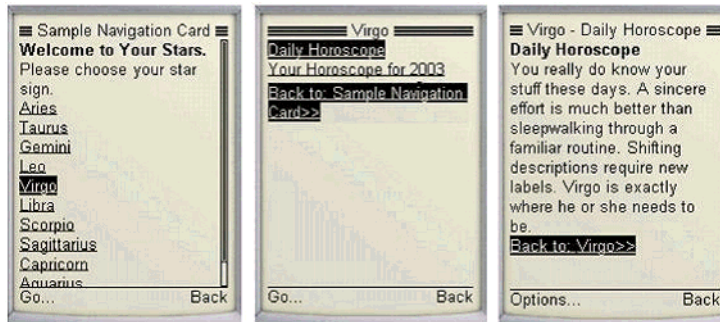 Sample Navigation Card
Welcome to Your Stars.
Please choose your star
sign.
Aries
Taurus
Gemini
Leo
Virgo
Libra
Scorpio
Sagittarius
Capricorn
Aquarius
Go... Back
Virgo
Daily Horoscope
Your Horoscope for 2003
Back to: Sample Navigation
Card>>
Go... Back
Virgo - Daily Horoscope
Daily Horoscope
You really do know your
stuff these days. A sincere
effort is much better than
sleepwalking through a
familiar routine. Shifting
descriptions require new
labels. Virgo is exactly
where he or she needs to
be.
Back to: Virgo>>
Options... Back